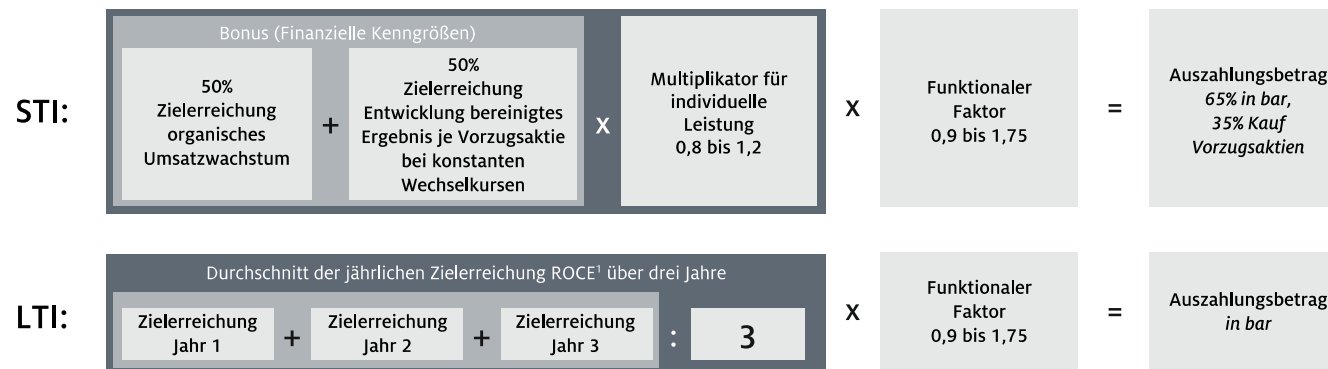 STI:
Bonus (Finanzielle Kenngrößen)
50%
Zielerreichung
organisches
Umsatzwachstum
+
50%
Zielerreichung
Entwicklung bereinigtes
Ergebnis je Vorzugsaktie
bei konstanten
Wechselkursen
X
Multiplikator für
individuelle
Leistung
0,8 bis 1,2
X
Funktionaler
Faktor
0,9 bis 1,75
=
Auszahlungsbetrag
65% in bar,
35% Kauf
Vorzugsaktien
LTI:
Durchschnitt der jährlichen Zielerreichung ROCE¹ über drei Jahre
Zielerreichung
Jahr 1
+
Zielerreichung
Jahr 2
+
Zielerreichung
Jahr 3
:
3
X
Funktionaler
Faktor
0,9 bis 1,75
=
Auszahlungsbetrag
in bar